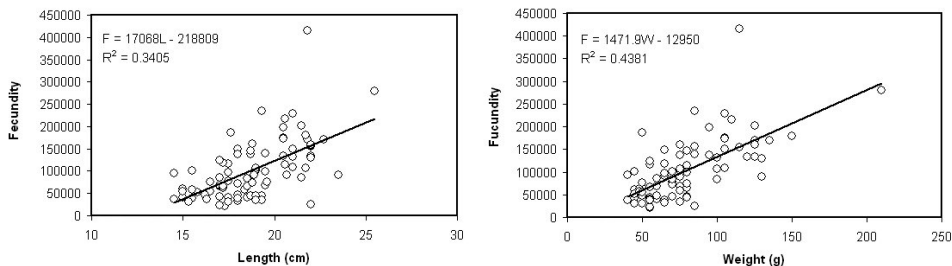 450000
400000
350000
300000
250000
200000
150000
100000
50000
0
Fecundity
F = 17068L - 218809
R² = 0.3405
10 15 20 25 30
Length (cm)
450000
400000
350000
300000
250000
200000
150000
100000
50000
0
Fucundity
F = 1471.9W - 12950
R² = 0.4381
0 50 100 150 200 250
Weight (g)